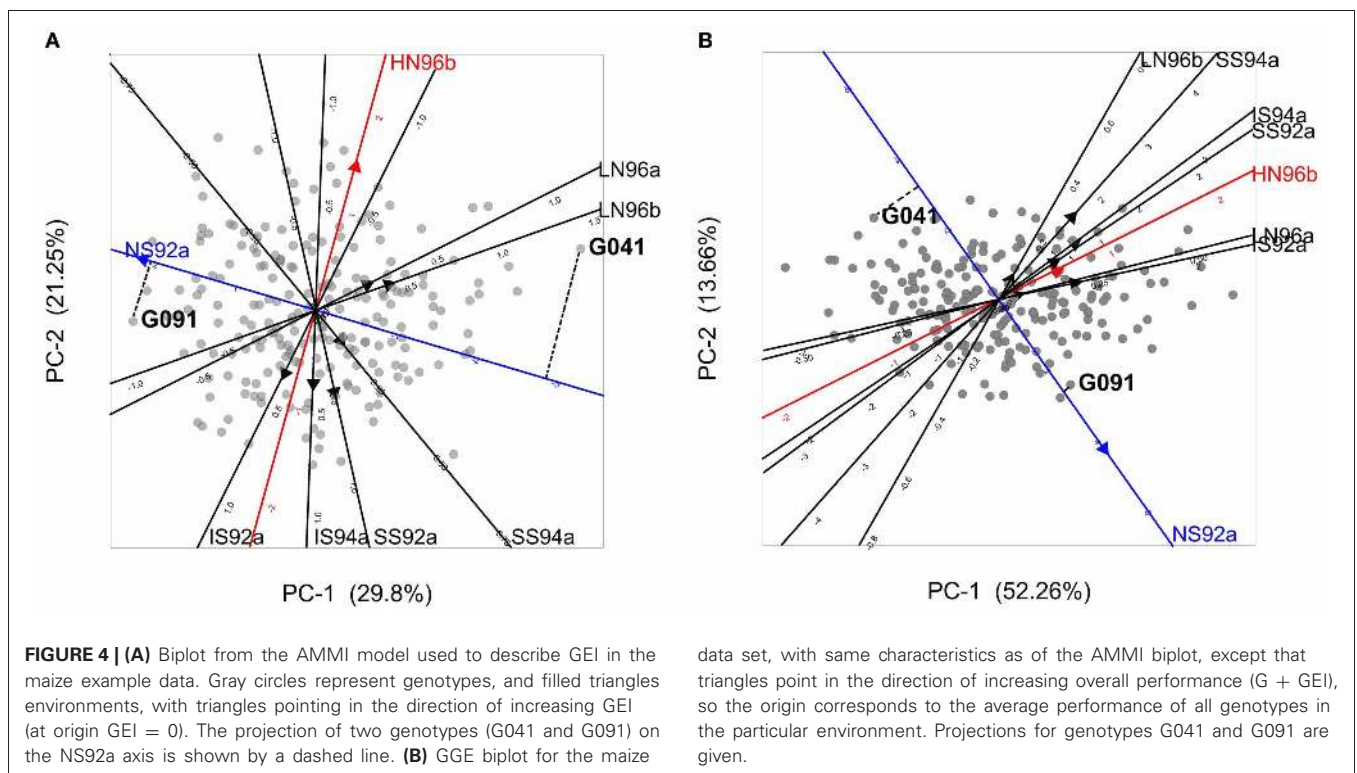 A
B
HN96b
LN96a
LN96b
G041
NS92a
G091
IS92a
IS94a
SS92a
SS94a
PC-2 (21.25%)
PC-1 (29.8%)
LN96b
SS94a
IS94a
SS92a
HN96b
LN96a
IS92a
G041
G091
NS92a
PC-2 (13.66%)
PC-1 (52.26%)
FIGURE 4 | (A) Biplot from the AMMI model used to describe GEI in the
maize example data. Gray circles represent genotypes, and filled triangles
environments, with triangles pointing in the direction of increasing GEI
(at origin GEI = 0). The projection of two genotypes (G041 and G091) on
the NS92a axis is shown by a dashed line. (B) GGE biplot for the maize
data set, with same characteristics as of the AMMI biplot, except that
triangles point in the direction of increasing overall performance (G + GEI),
so the origin corresponds to the average performance of all genotypes in
the particular environment. Projections for genotypes G041 and G091 are
given.